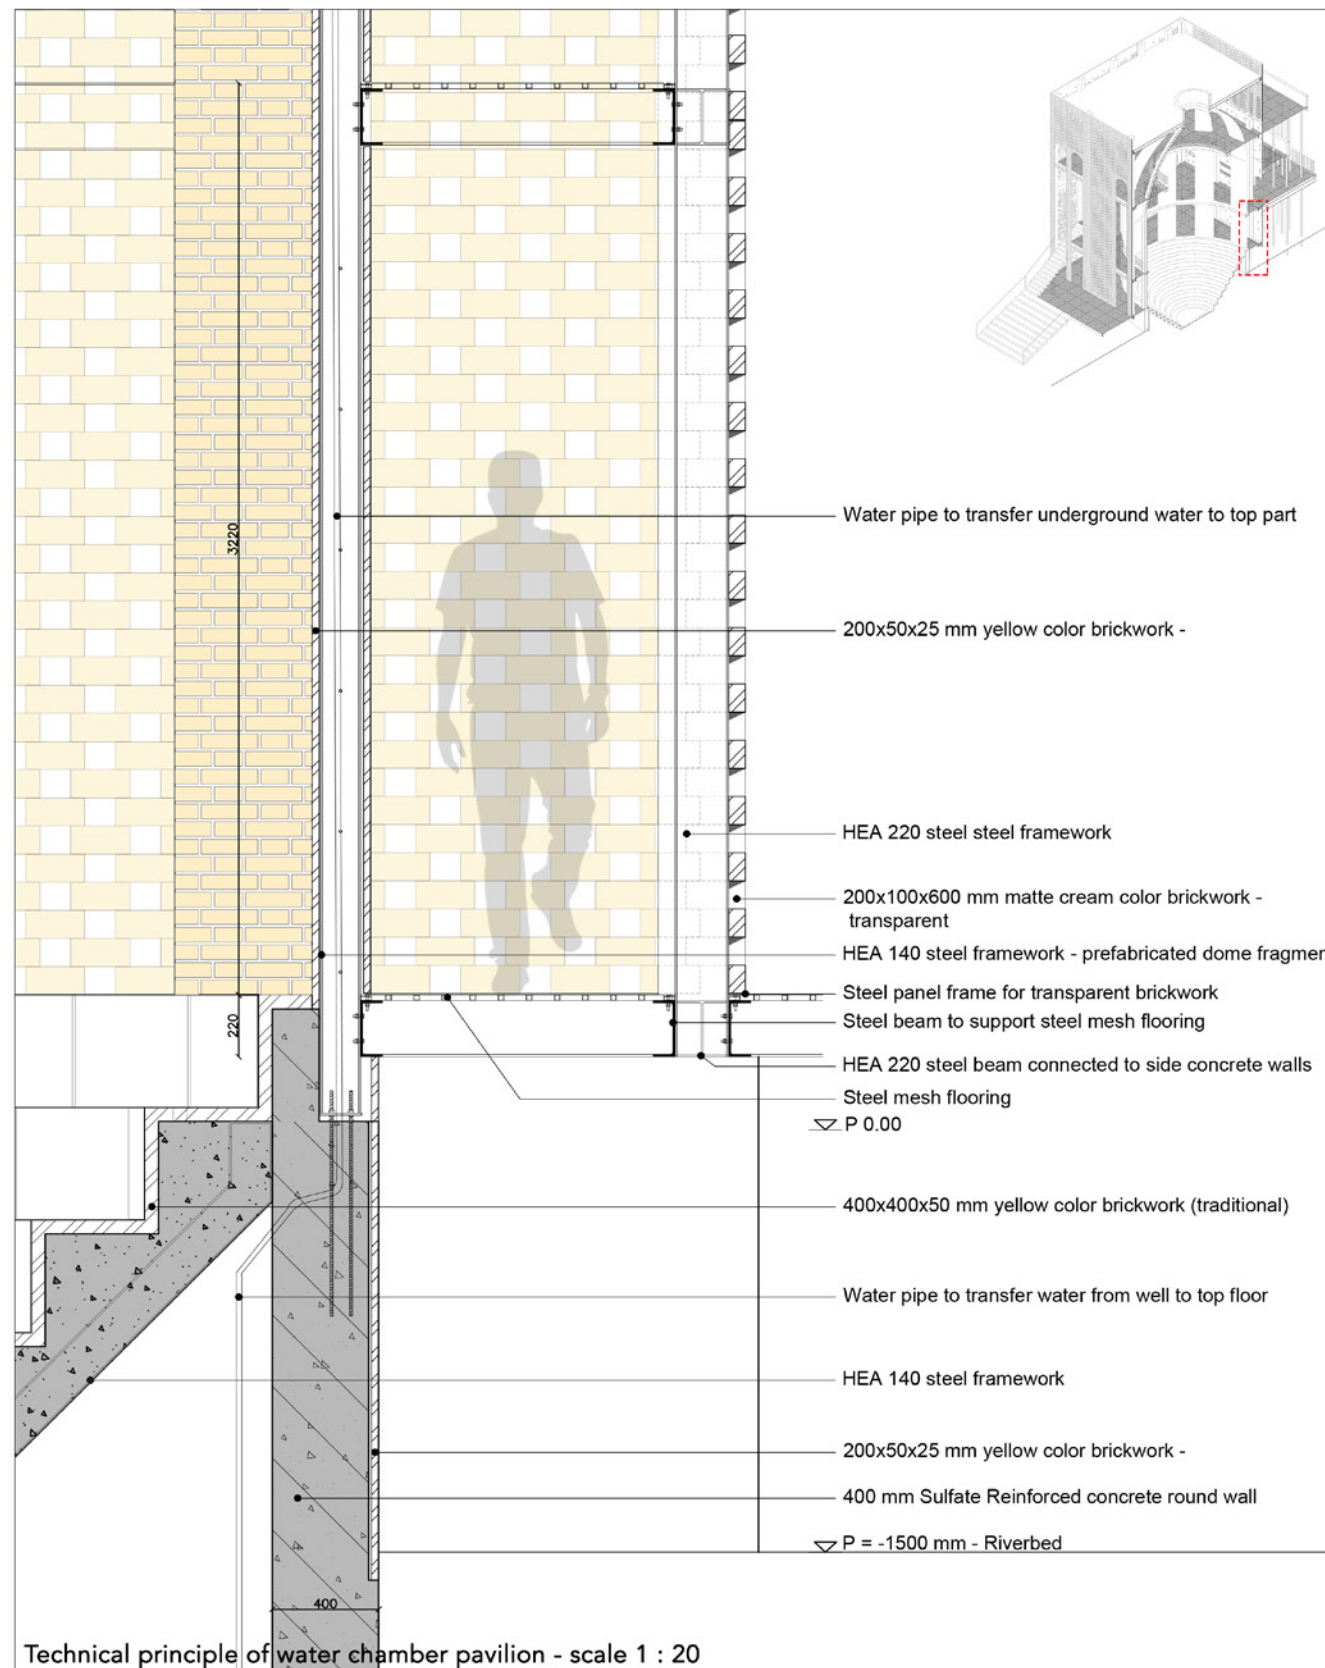 3220
Water pipe to transfer underground water to top part
200x50x25 mm yellow color brickwork -
HEA 220 steel steel framework
200x100x600 mm matte cream color brickwork -
transparent
HEA 140 steel framework - prefabricated dome fragmer
Steel panel frame for transparent brickwork
220
Steel beam to support steel mesh flooring
HEA 220 steel beam connected to side concrete walls
Steel mesh flooring
P 0.00
400x400x50 mm yellow color brickwork (traditional)
Water pipe to transfer water from well to top floor
HEA 140 steel framework
200x50x25 mm yellow color brickwork -
400 mm Sulfate Reinforced concrete round wall
P = -1500 mm - Riverbed
400
Technical principle of water chamber pavilion - scale 1 : 20